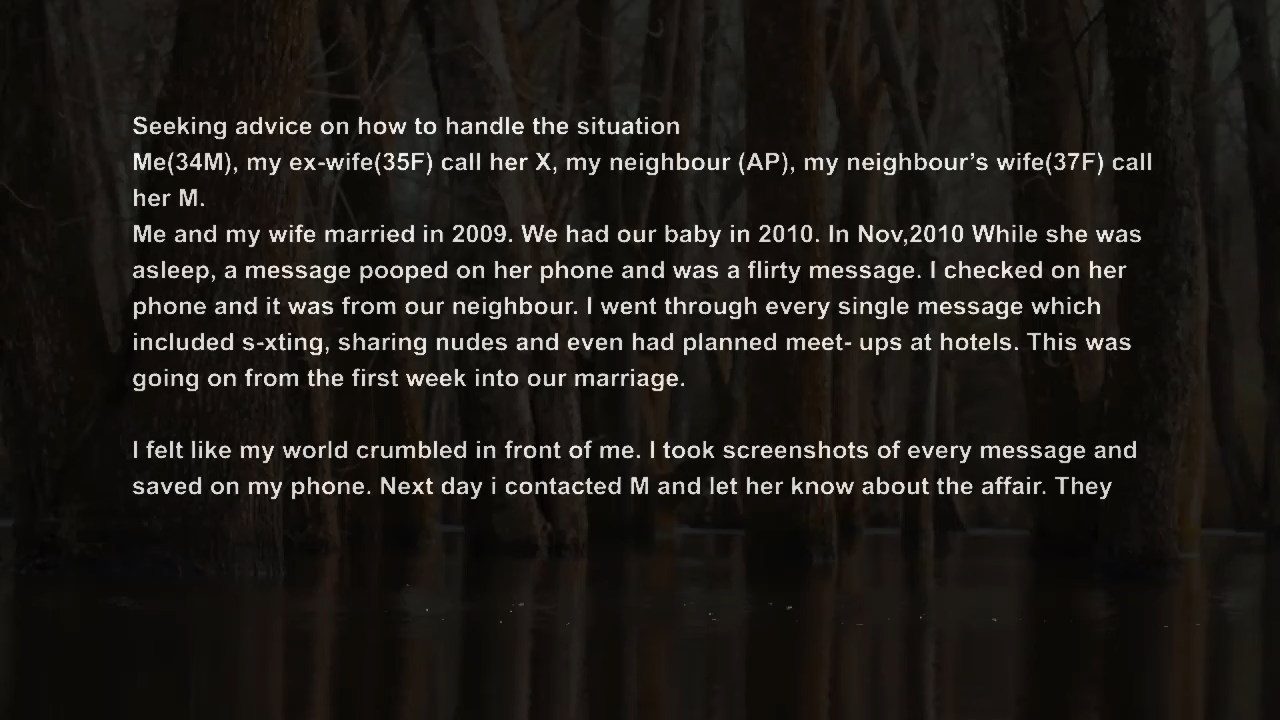 Seeking advice on how to handle the situation
Me(34M), my ex-wife(35F) call her X, my neighbour (AP), my neighbour’s wife(37F) call
her M.
Me and my wife married in 2009. We had our baby in 2010. In Nov,2010 While she was
asleep, a message pooped on her phone and was a flirty message. I checked on her
phone and it was from our neighbour. I went through every single message which
included s-xting, sharing nudes and even had planned meet- ups at hotels. This was
going on from the first week into our marriage.
I felt like my world crumbled in front of me. I took screenshots of every message and
saved on my phone. Next day i contacted M and let her know about the affair. They